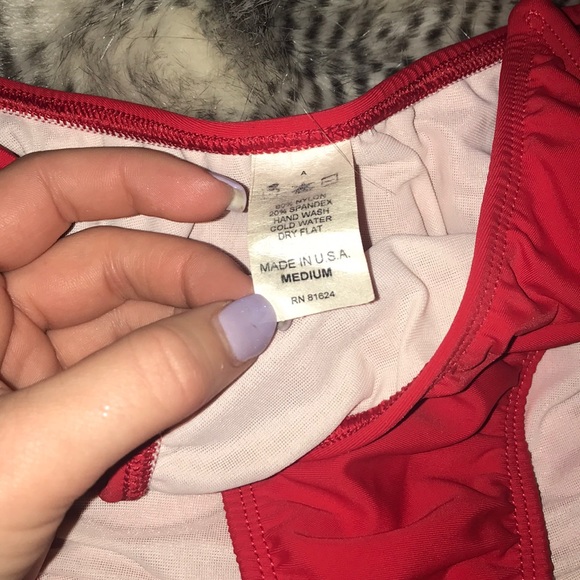 A
80% NYLON
20% SPANDEX
HAND WASH
COLD WATER
DRY FLAT
MADE IN U.S.A.
MEDIUM
RN 81624